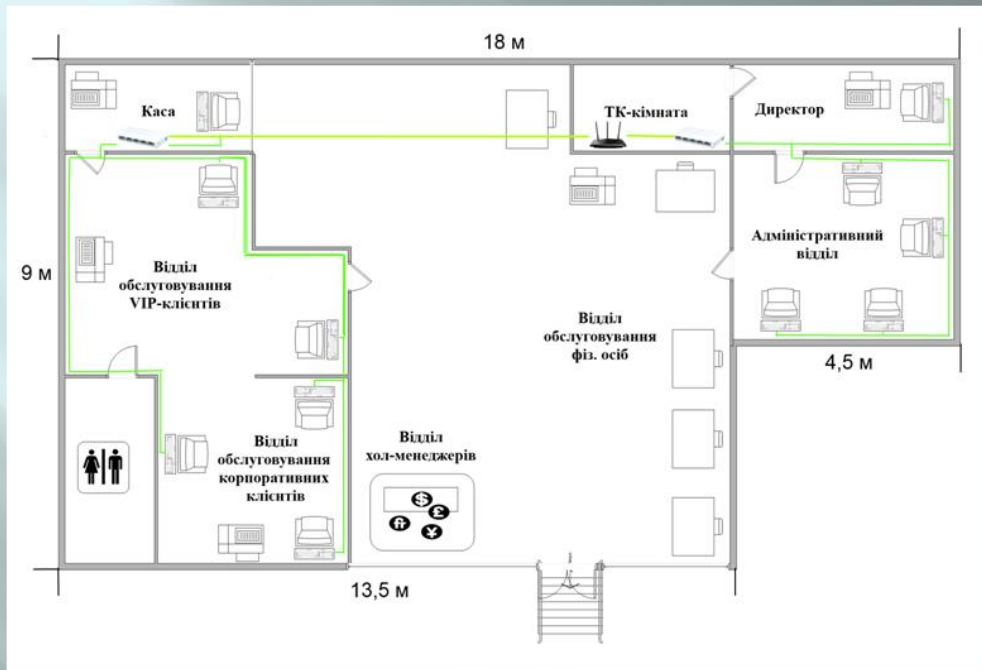 18 м
Каса
ТК-кімната
Директор
Адміністративний
відділ
9 м
Відділ
обслуговування
VIP-клієнтів
Відділ
обслуговування
фіз. осіб
4,5 м
Відділ
хол-менеджерів
Відділ
обслуговування
корпоративних
клієнтів
$
£
¥
13,5 м